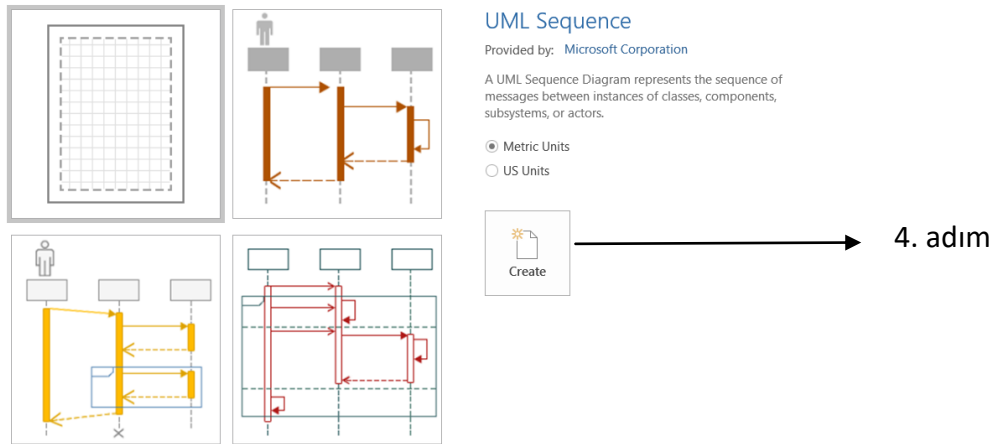 UML Sequence
Provided by: Microsoft Corporation
A UML Sequence Diagram represents the sequence of
messages between instances of classes, components,
subsystems, or actors.
Metric Units
US Units
Create
4. adım